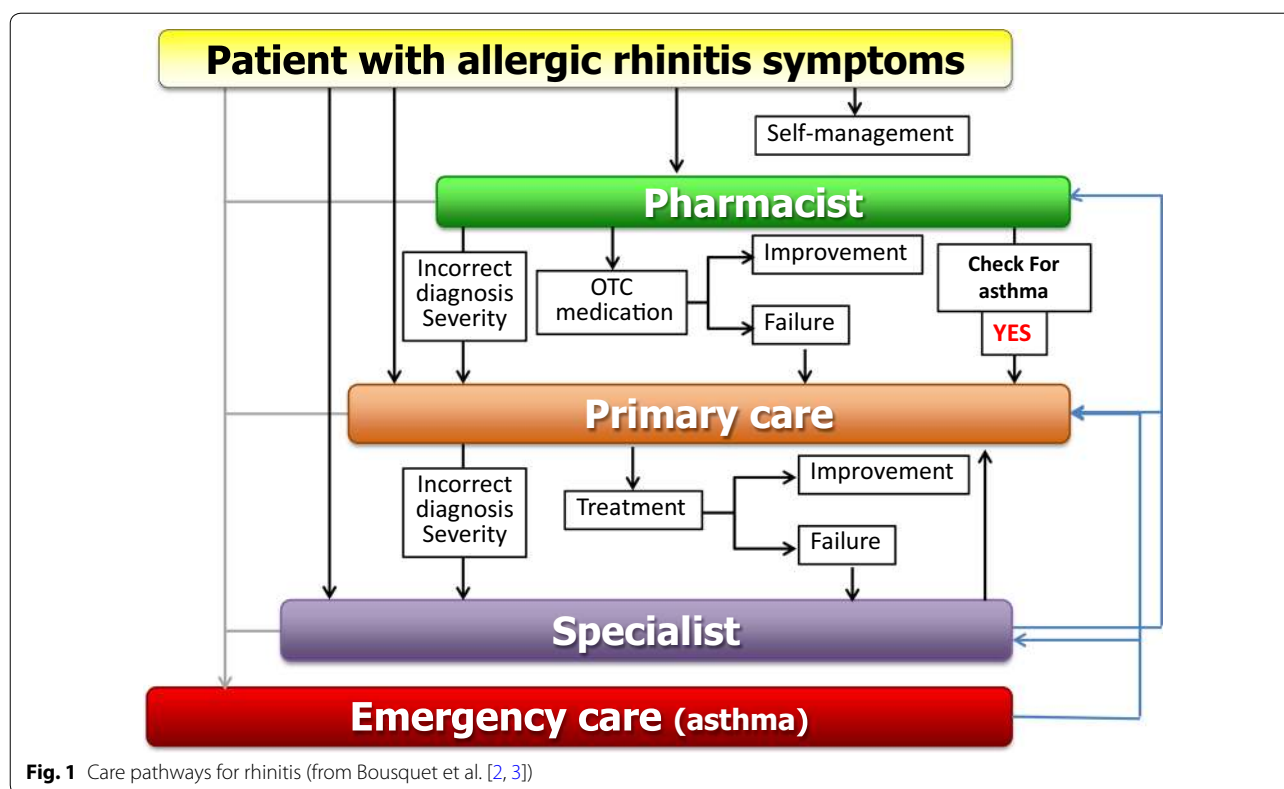 Patient with allergic rhinitis symptoms
Self-management
Pharmacist
Incorrect
diagnosis
Severity
OTC
medication
Improvement
Failure
Check For
asthma
YES
Primary care
Incorrect
diagnosis
Severity
Treatment
Improvement
Failure
Specialist
Emergency care (asthma)
Fig. 1 Care pathways for rhinitis (from Bousquet et al. [2, 3])